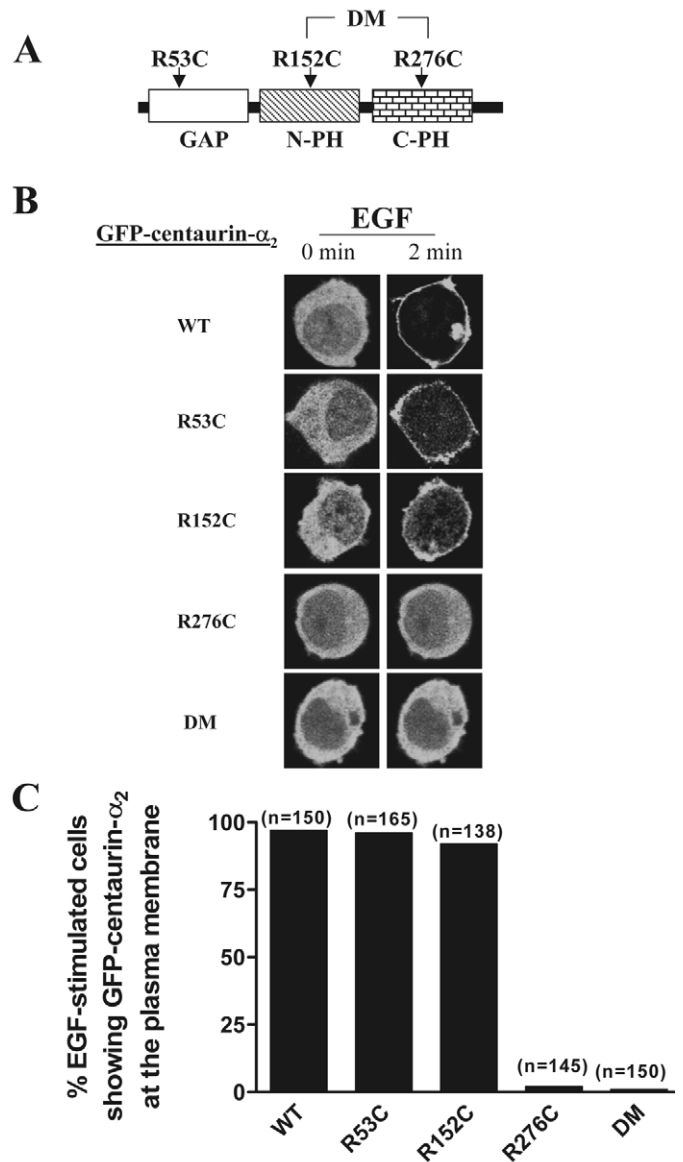 A
DM
R53C R152C R276C
GAP N-PH C-PH
B
EGF
GFP-centaurin-α₂ 0 min 2 min
WT
R53C
R152C
R276C
DM
C
% EGF-stimulated cells
showing GFP-centaurin-α₂
at the plasma membrane
100
75
50
25
0
(n=150) (n=165) (n=138) (n=145) (n=150)
WT R53C R152C R276C DM